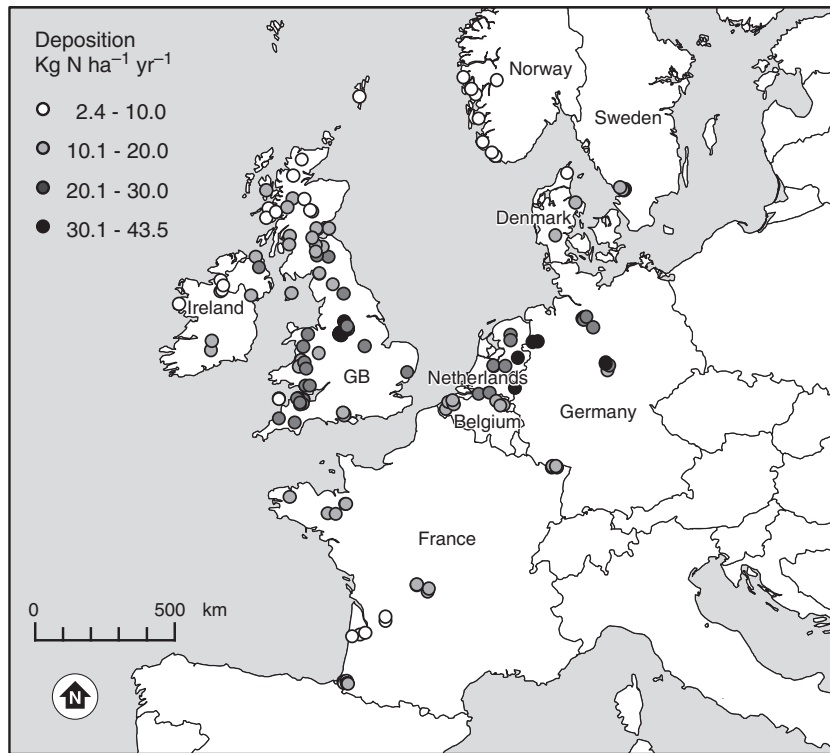 Deposition
Kg N ha⁻¹ yr⁻¹
2.4 - 10.0
10.1 - 20.0
20.1 - 30.0
30.1 - 43.5
Norway
Sweden
Denmark
Ireland
GB
Netherlands
Belgium
Germany
France
0 500 km
N